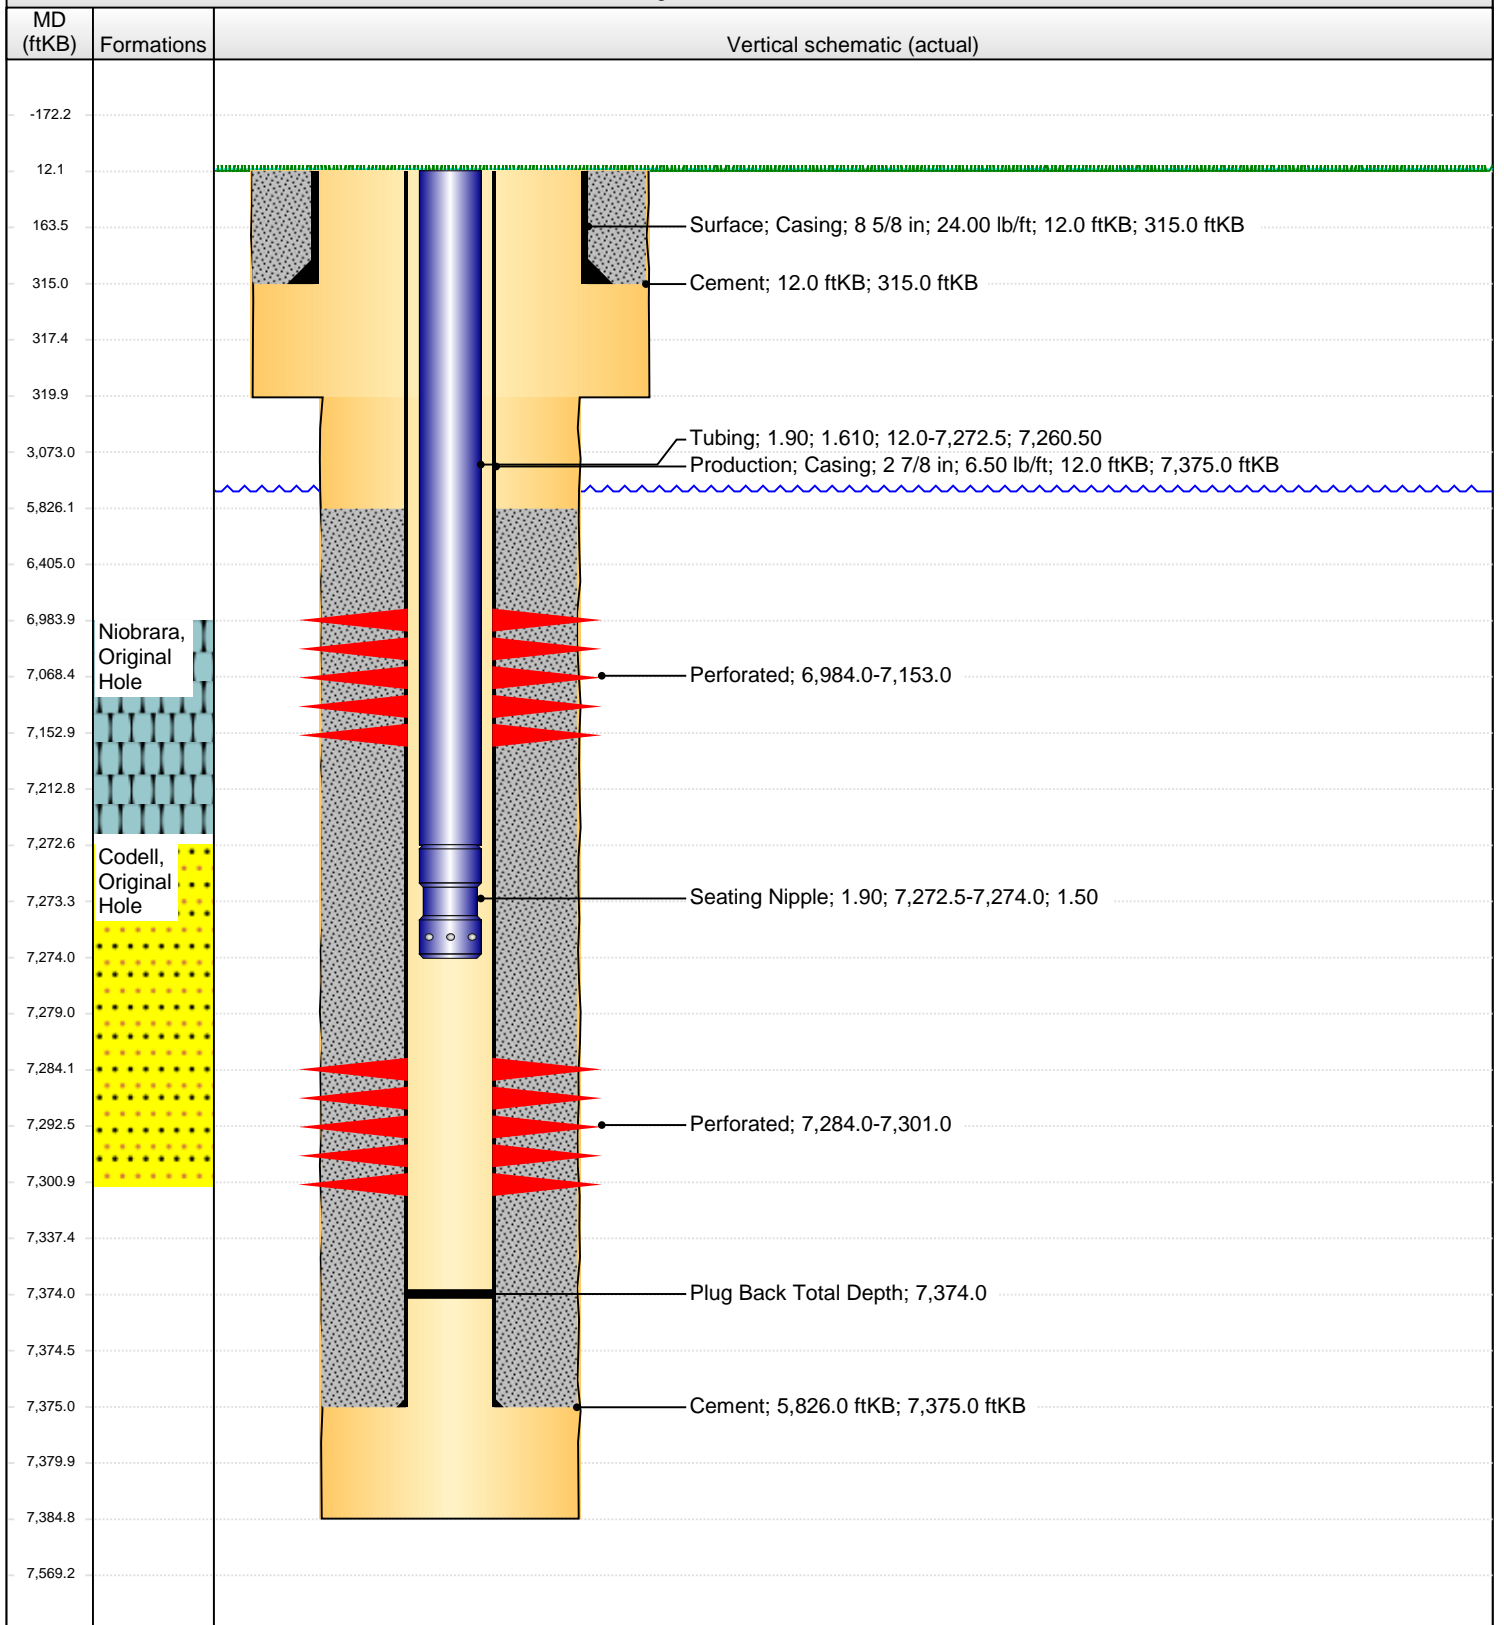 MD
(ftKB)
Formations
Vertical schematic (actual)
-172.2
12.1
163.5
Surface; Casing; 8 5/8 in; 24.00 lb/ft; 12.0 ftKB; 315.0 ftKB
315.0
Cement; 12.0 ftKB; 315.0 ftKB
317.4
319.9
Tubing; 1.90; 1.610; 12.0-7,272.5; 7,260.50
3,073.0
Production; Casing; 2 7/8 in; 6.50 lb/ft; 12.0 ftKB; 7,375.0 ftKB
5,826.1
6,405.0
6,983.9
Niobrara,
Original
Hole
7,068.4
Perforated; 6,984.0-7,153.0
7,152.9
7,212.8
7,272.6
Codell,
Original
Hole
7,273.3
Seating Nipple; 1.90; 7,272.5-7,274.0; 1.50
7,274.0
7,279.0
7,284.1
7,292.5
Perforated; 7,284.0-7,301.0
7,300.9
7,337.4
7,374.0
Plug Back Total Depth; 7,374.0
7,374.5
7,375.0
Cement; 5,826.0 ftKB; 7,375.0 ftKB
7,379.9
7,384.8
7,569.2